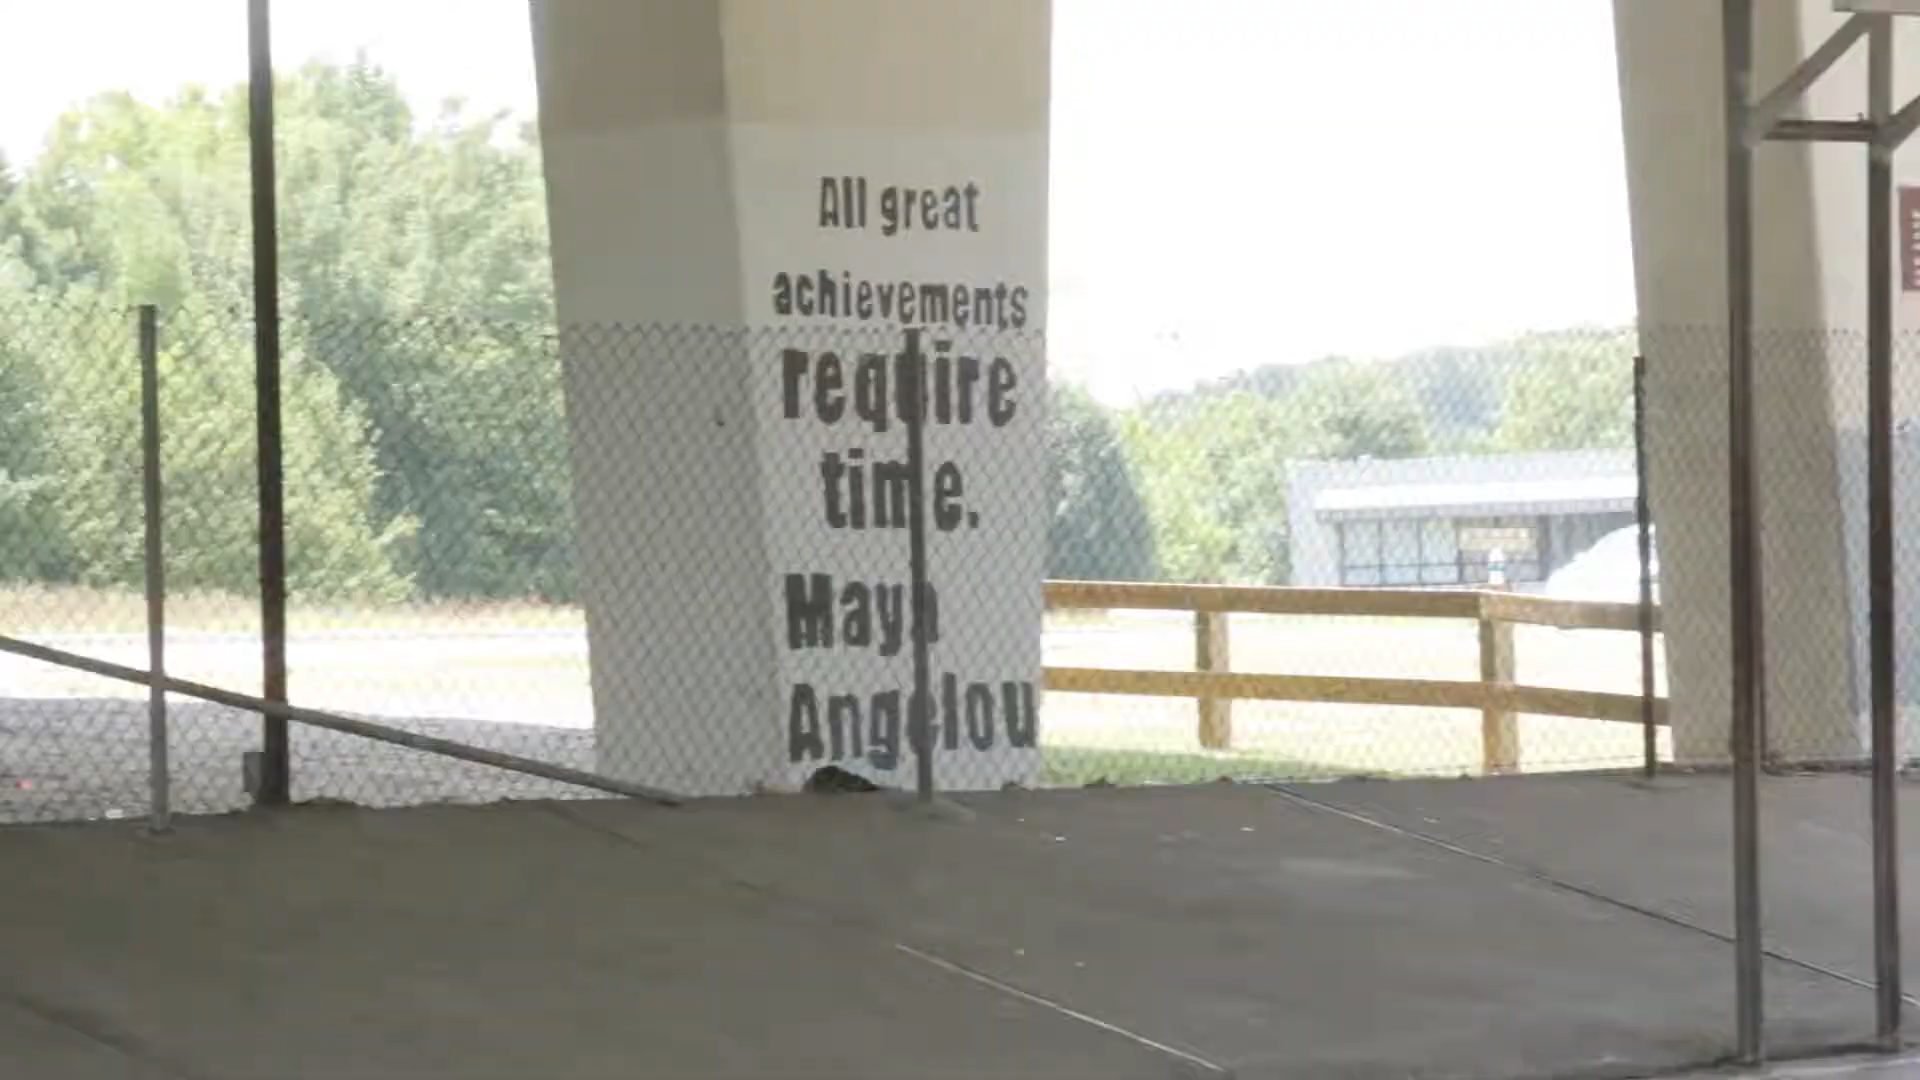 All great
achievements
require
time.
Maya
Angelou